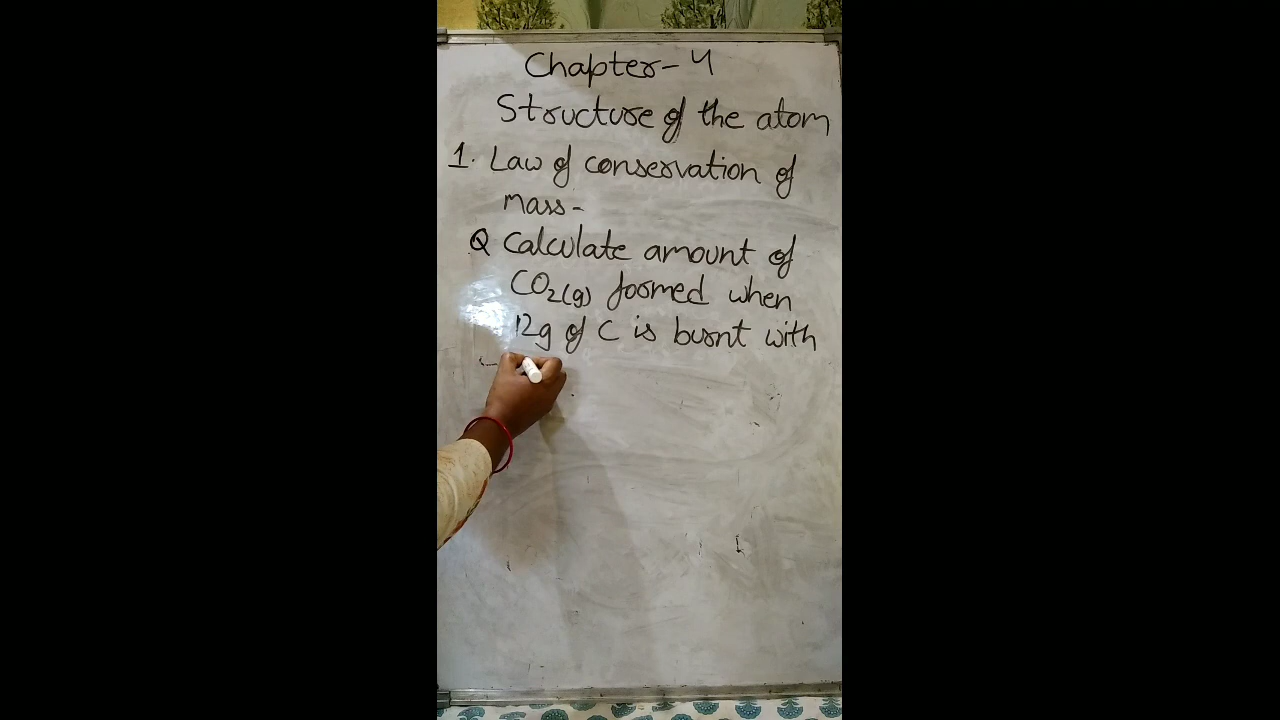 Chapter-4
Structure of the atom
1. Law of conservation of
mass-
Q Calculate amount of
CO₂(g) formed when
12g of C is burnt with